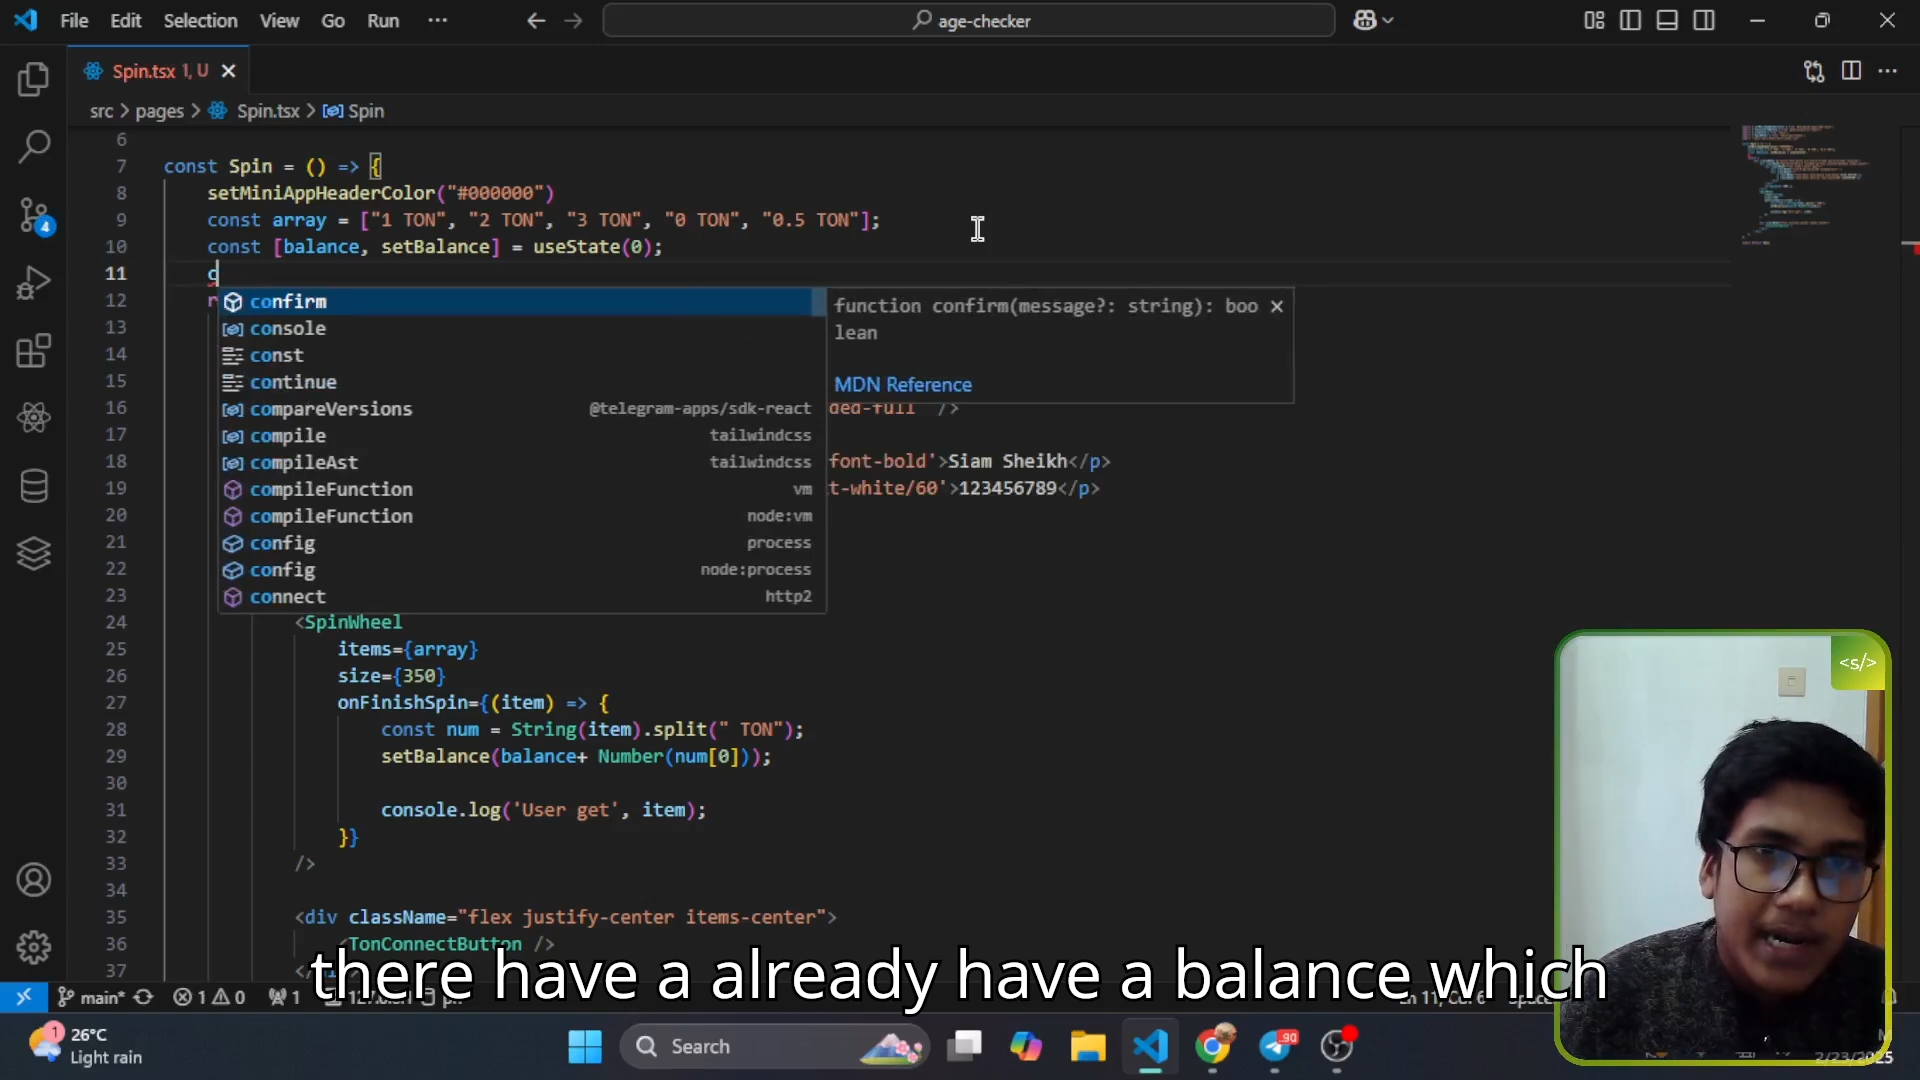 File Edit Selection View Go Run ··· age-checker
Spin.tsx 1, U
src > pages > Spin.tsx > Spin
6
7 const Spin = () => {
8 setMiniAppHeaderColor("#000000")
9 const array = ["1 TON", "2 TON", "3 TON", "0 TON", "0.5 TON"];
10 const [balance, setBalance] = useState(0);
11 c
12 r
confirm
function confirm(message?: string): boo
lean
MDN Reference
13 console
14 const
15 continue
16 compareVersions @telegram-apps/sdk-react ded-full" />
17 compile tailwindcss
18 compileAst tailwindcss font-bold'>Siam Sheikh</p>
19 compileFunction vm t-white/60'>123456789</p>
20 compileFunction node:vm
21 config process
22 config node:process
23 connect http2
24 <SpinWheel
25 items={array}
26 size={350}
27 onFinishSpin={(item) => {
28 const num = String(item).split(" TON");
29 setBalance(balance+ Number(num[0]));
30
31 console.log('User get', item);
32 }}
33 />
34
35 <div className="flex justify-center items-center">
36 <TonConnectButton />
37
there have a already have a balance which
main* 1 0 1
<s/>
4
26°C
Light rain
Search
90
2/23/2025